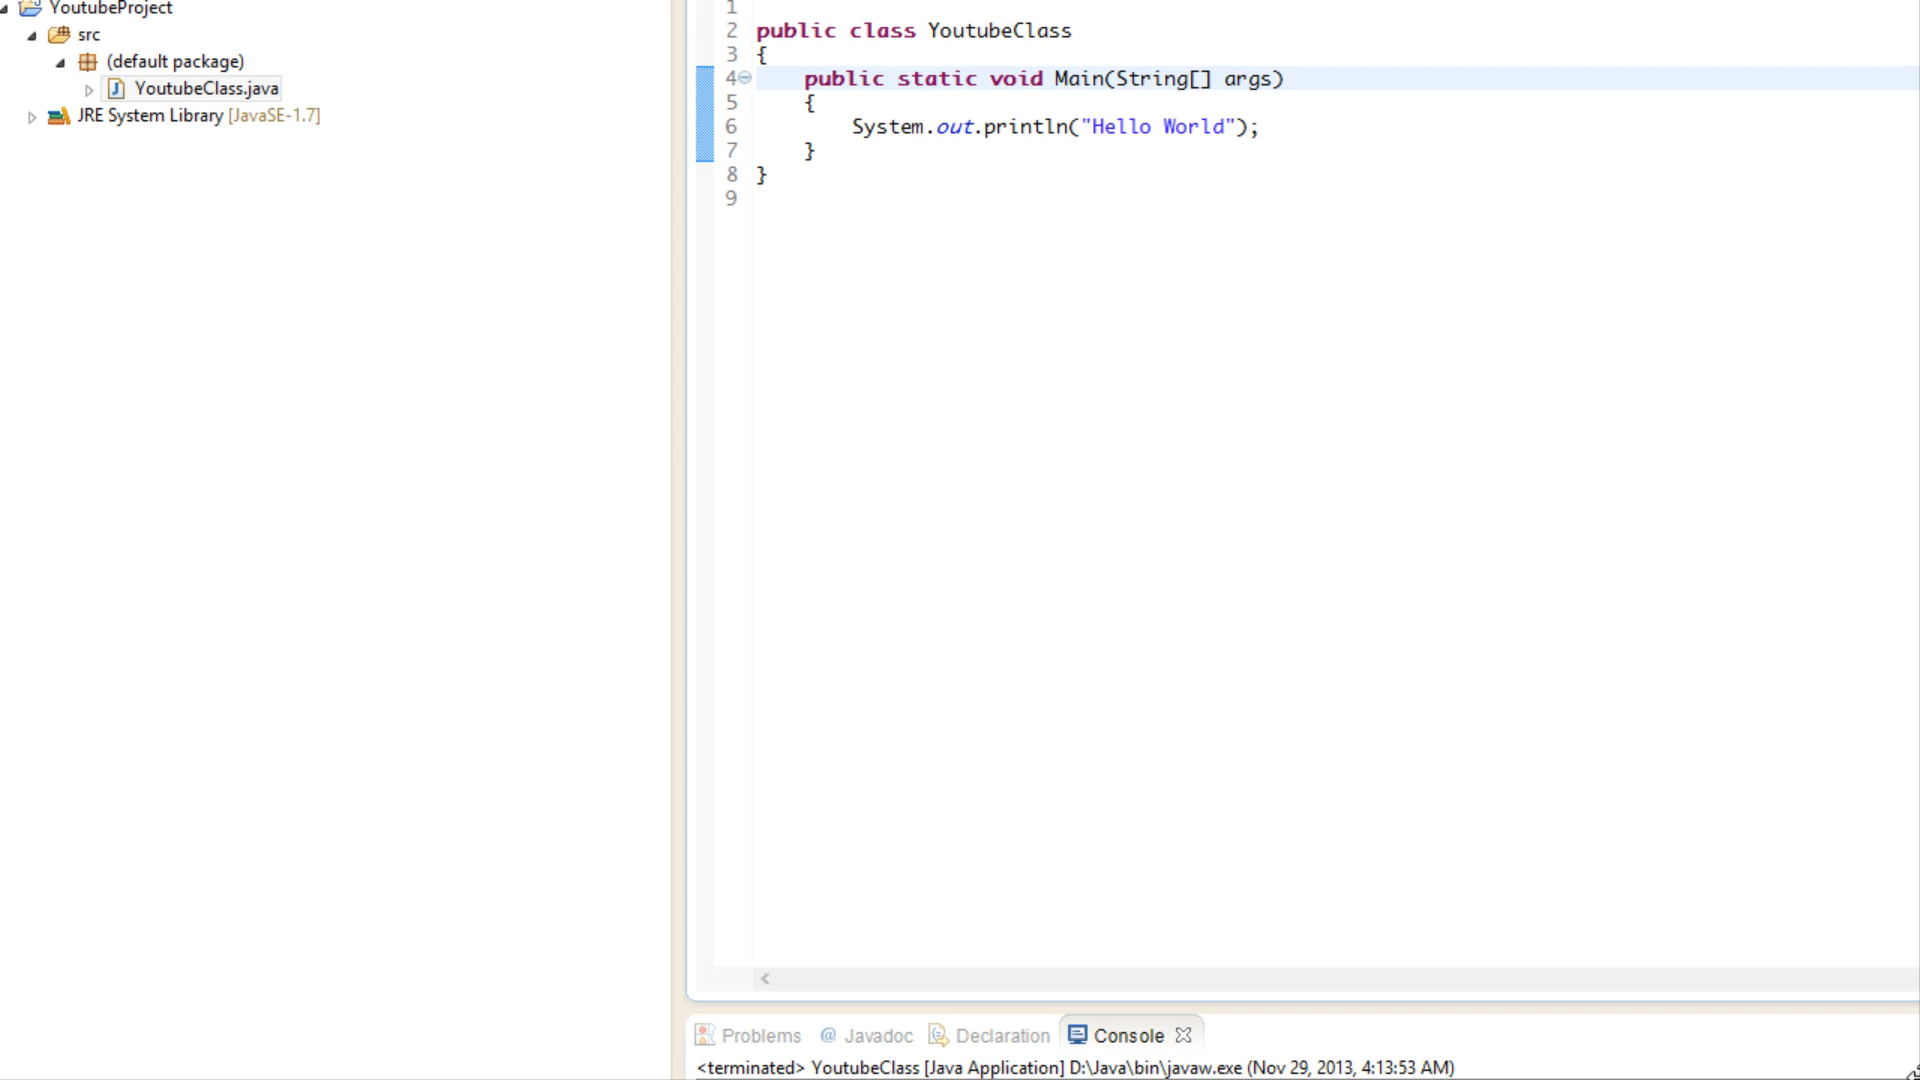 YoutubeProject
src
(default package)
YoutubeClass.java
JRE System Library [JavaSE-1.7]
1
2 public class YoutubeClass
3 {
4 public static void Main(String[] args)
5 {
6 System.out.println("Hello World");
7 }
8 }
9
Problems @ Javadoc Declaration Console
<terminated> YoutubeClass [Java Application] D:\Java\bin\javaw.exe (Nov 29, 2013, 4:13:53 AM)